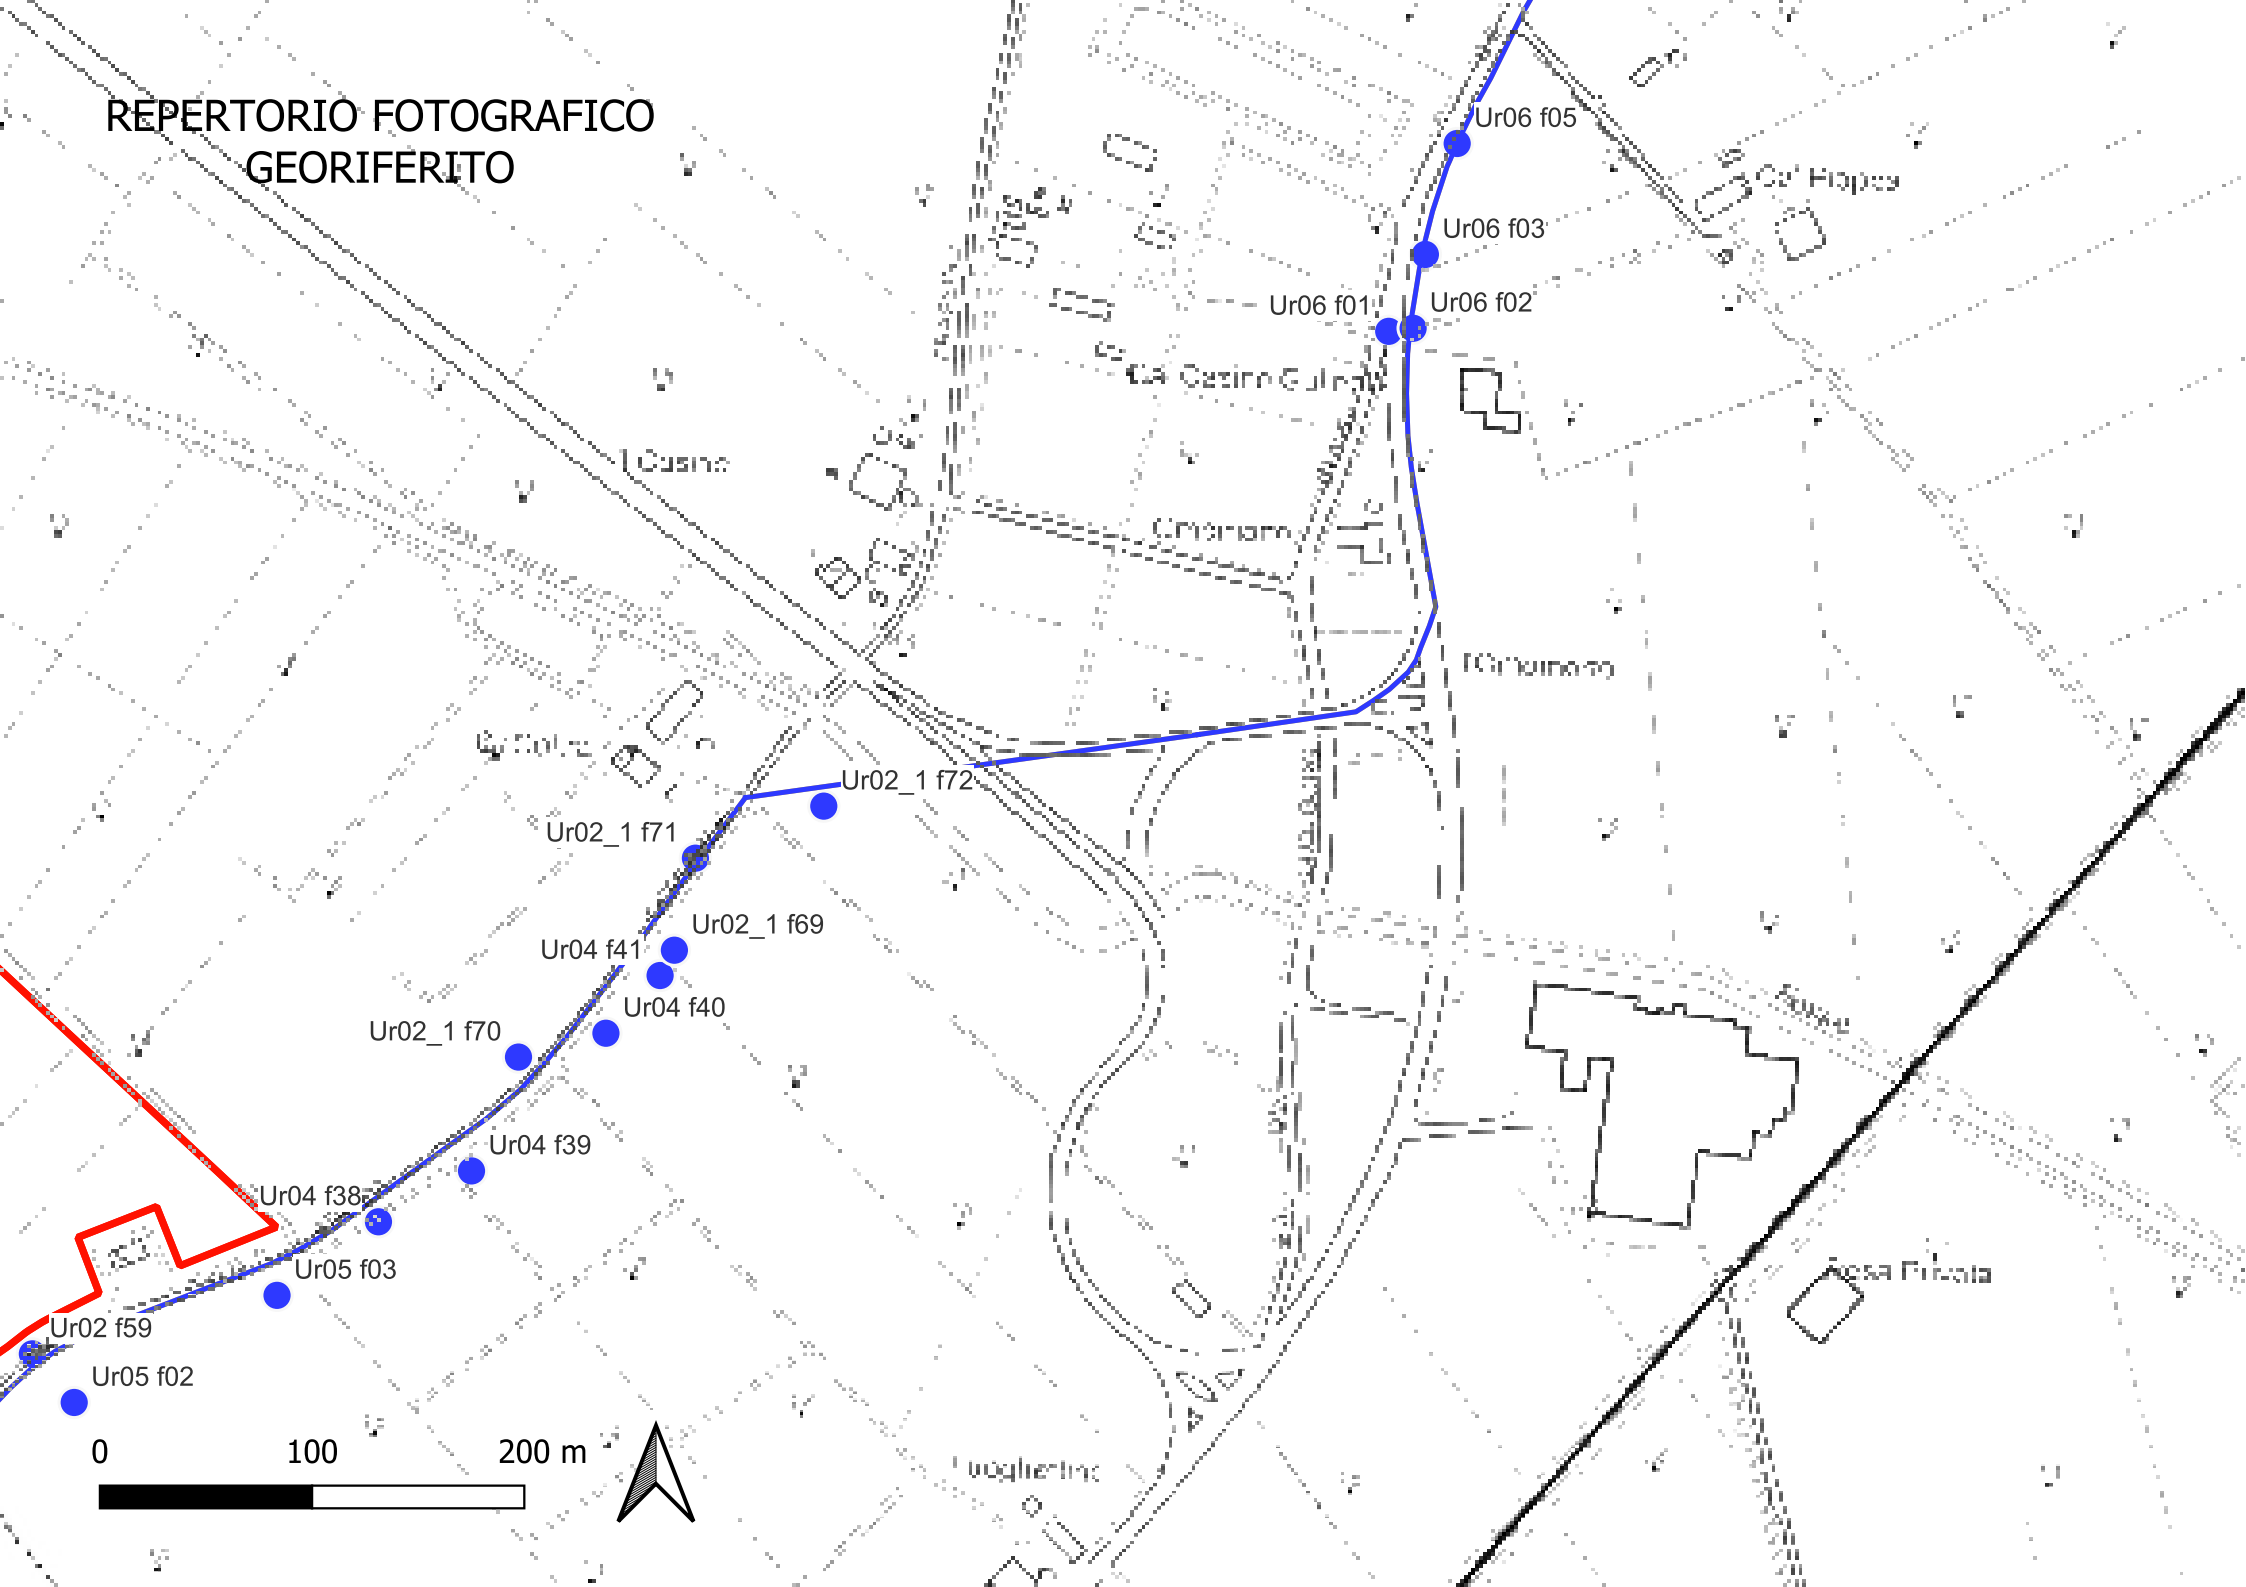 REPERTORIO FOTOGRAFICO
GEORIFERITO
Ur06 f05
Ur06 f03
Ur06 f01
Ur06 f02
Ur02_1 f72
Ur02_1 f71
Ur02_1 f69
Ur04 f41
Ur04 f40
Ur02_1 f70
Ur04 f39
Ur04 f38
Ur05 f03
Ur02 f59
Ur05 f02
0 100 200 m